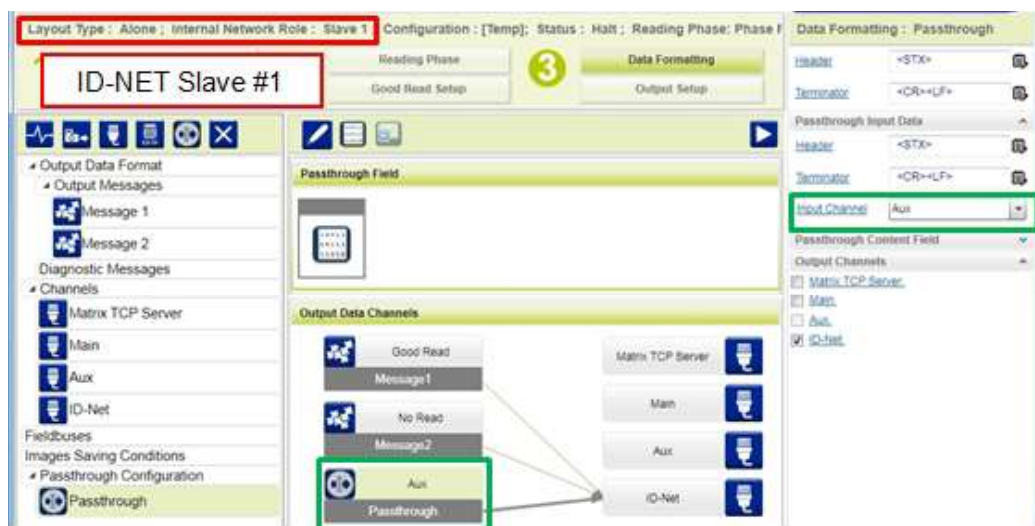 Layout Type : Alone ; Internal Network Role : Slave 1 ; Configuration : [Temp]; Status : Halt ; Reading Phase: Phase
ID-NET Slave #1
Reading Phase
Good Read Setup
3
Data Formatting
Output Setup
Output Data Format
Output Messages
Message 1
Message 2
Diagnostic Messages
Channels
Matrix TCP Server
Main
Aux
ID-Net
Fieldbuses
Images Saving Conditions
Passthrough Configuration
Passthrough
Passthrough Field
Output Data Channels
Good Read
Message1
No Read
Message2
Aux
Passthrough
Matrix TCP Server
Main
Aux
ID-Net
Data Formatting : Passthrough
Header <STX>
Terminator <CR><LF>
Passthrough Input Data
Header <STX>
Terminator <CR><LF>
Input Channel Aux
Passthrough Content Field
Output Channels
Matrix TCP Server
Main
Aux
ID-Net